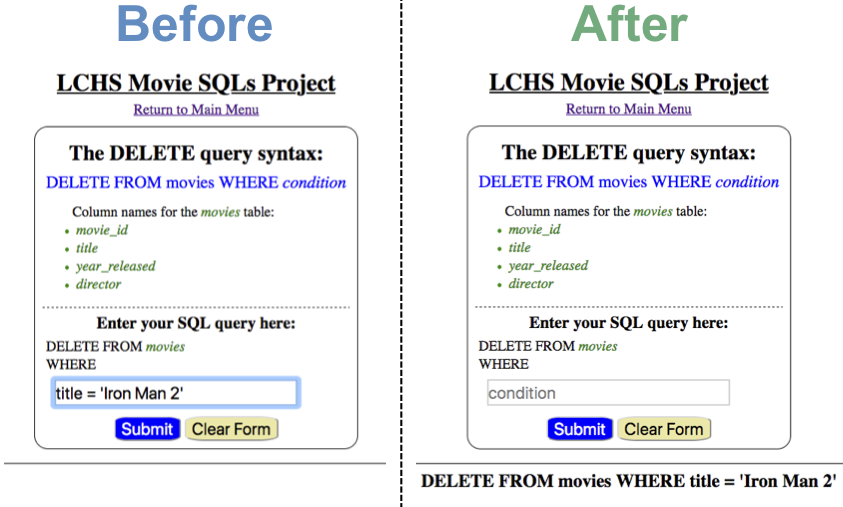 Before
LCHS Movie SQLs Project
Return to Main Menu
The DELETE query syntax:
DELETE FROM movies WHERE condition
Column names for the movies table:
• movie_id
• title
• year_released
• director
Enter your SQL query here:
DELETE FROM movies
WHERE
title = 'Iron Man 2'
Submit Clear Form
After
LCHS Movie SQLs Project
Return to Main Menu
The DELETE query syntax:
DELETE FROM movies WHERE condition
Column names for the movies table:
• movie_id
• title
• year_released
• director
Enter your SQL query here:
DELETE FROM movies
WHERE
condition
Submit Clear Form
DELETE FROM movies WHERE title = 'Iron Man 2'